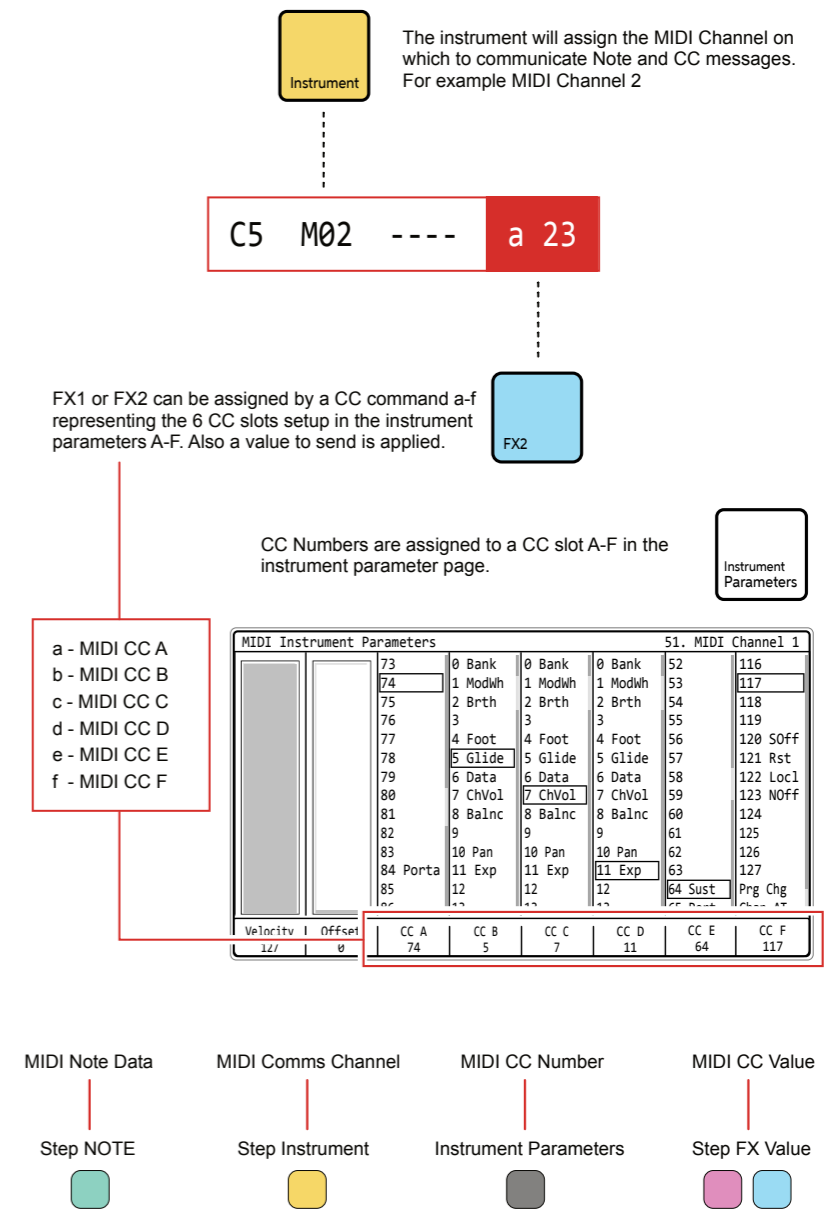 Instrument
The instrument will assign the MIDI Channel on
which to communicate Note and CC messages.
For example MIDI Channel 2
C5 M02 ---- a 23
FX1 or FX2 can be assigned by a CC command a-f
representing the 6 CC slots setup in the instrument
parameters A-F. Also a value to send is applied.
FX2
CC Numbers are assigned to a CC slot A-F in the
instrument parameter page.
Instrument
Parameters
a - MIDI CC A
b - MIDI CC B
c - MIDI CC C
d - MIDI CC D
e - MIDI CC E
f - MIDI CC F
MIDI Instrument Parameters 51. MIDI Channel 1
73 0 Bank 0 Bank 0 Bank 52 116
74 1 ModWh 1 ModWh 1 ModWh 53 117
75 2 Brth 2 Brth 2 Brth 54 118
76 3 3 3 55 119
77 4 Foot 4 Foot 4 Foot 56 120 SOff
78 5 Glide 5 Glide 5 Glide 57 121 Rst
79 6 Data 6 Data 6 Data 58 122 Locl
80 7 ChVol 7 ChVol 7 ChVol 59 123 NOff
81 8 Balnc 8 Balnc 8 Balnc 60 124
82 9 9 9 61 125
83 10 Pan 10 Pan 10 Pan 62 126
84 Porta 11 Exp 11 Exp 11 Exp 63 127
85 12 12 12 64 Sust Prg Chg
Velocity Offset CC A CC B CC C CC D CC E CC F
127 0 74 5 7 11 64 117
MIDI Note Data MIDI Comms Channel MIDI CC Number MIDI CC Value
Step NOTE Step Instrument Instrument Parameters Step FX Value